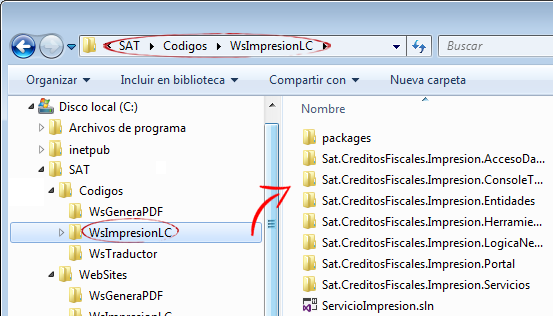 « SAT ▸ Codigos ▸ WsImpresionLC ▸
Buscar
Organizar ▾ Incluir en biblioteca ▾ Compartir con ▾ Nueva carpeta
Disco local (C:)
Archivos de programa
inetpub
SAT
Codigos
WsGeneraPDF
WsImpresionLC
WsTraductor
WebSites
WsGeneraPDF
WsImpresionLC
Nombre
packages
Sat.CreditosFiscales.Impresion.AccesoDa...
Sat.CreditosFiscales.Impresion.ConsoleT...
Sat.CreditosFiscales.Impresion.Entidades
Sat.CreditosFiscales.Impresion.Herramie...
Sat.CreditosFiscales.Impresion.LogicaNe...
Sat.CreditosFiscales.Impresion.Portal
Sat.CreditosFiscales.Impresion.Servicios
ServicioImpresion.sln